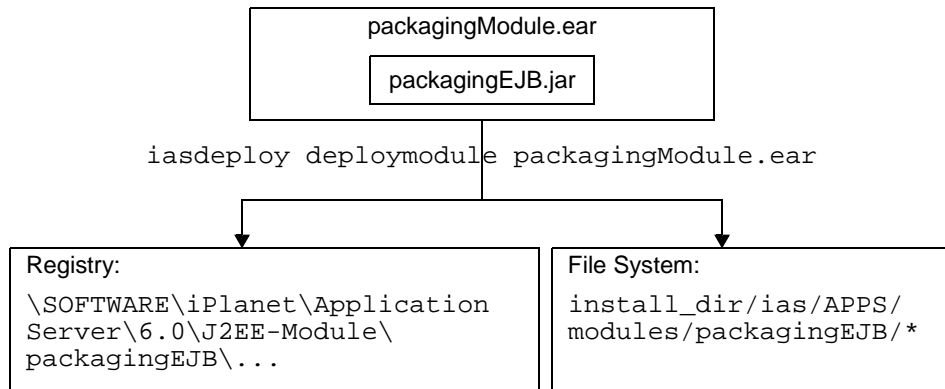 packagingModule.ear
packagingEJB.jar
iasdeploy deploymodule packagingModule.ear
Registry:
\SOFTWARE\iPlanet\Application
Server\6.0\J2EE-Module\
packagingEJB\...
File System:
install_dir/ias/APPS/
modules/packagingEJB/*